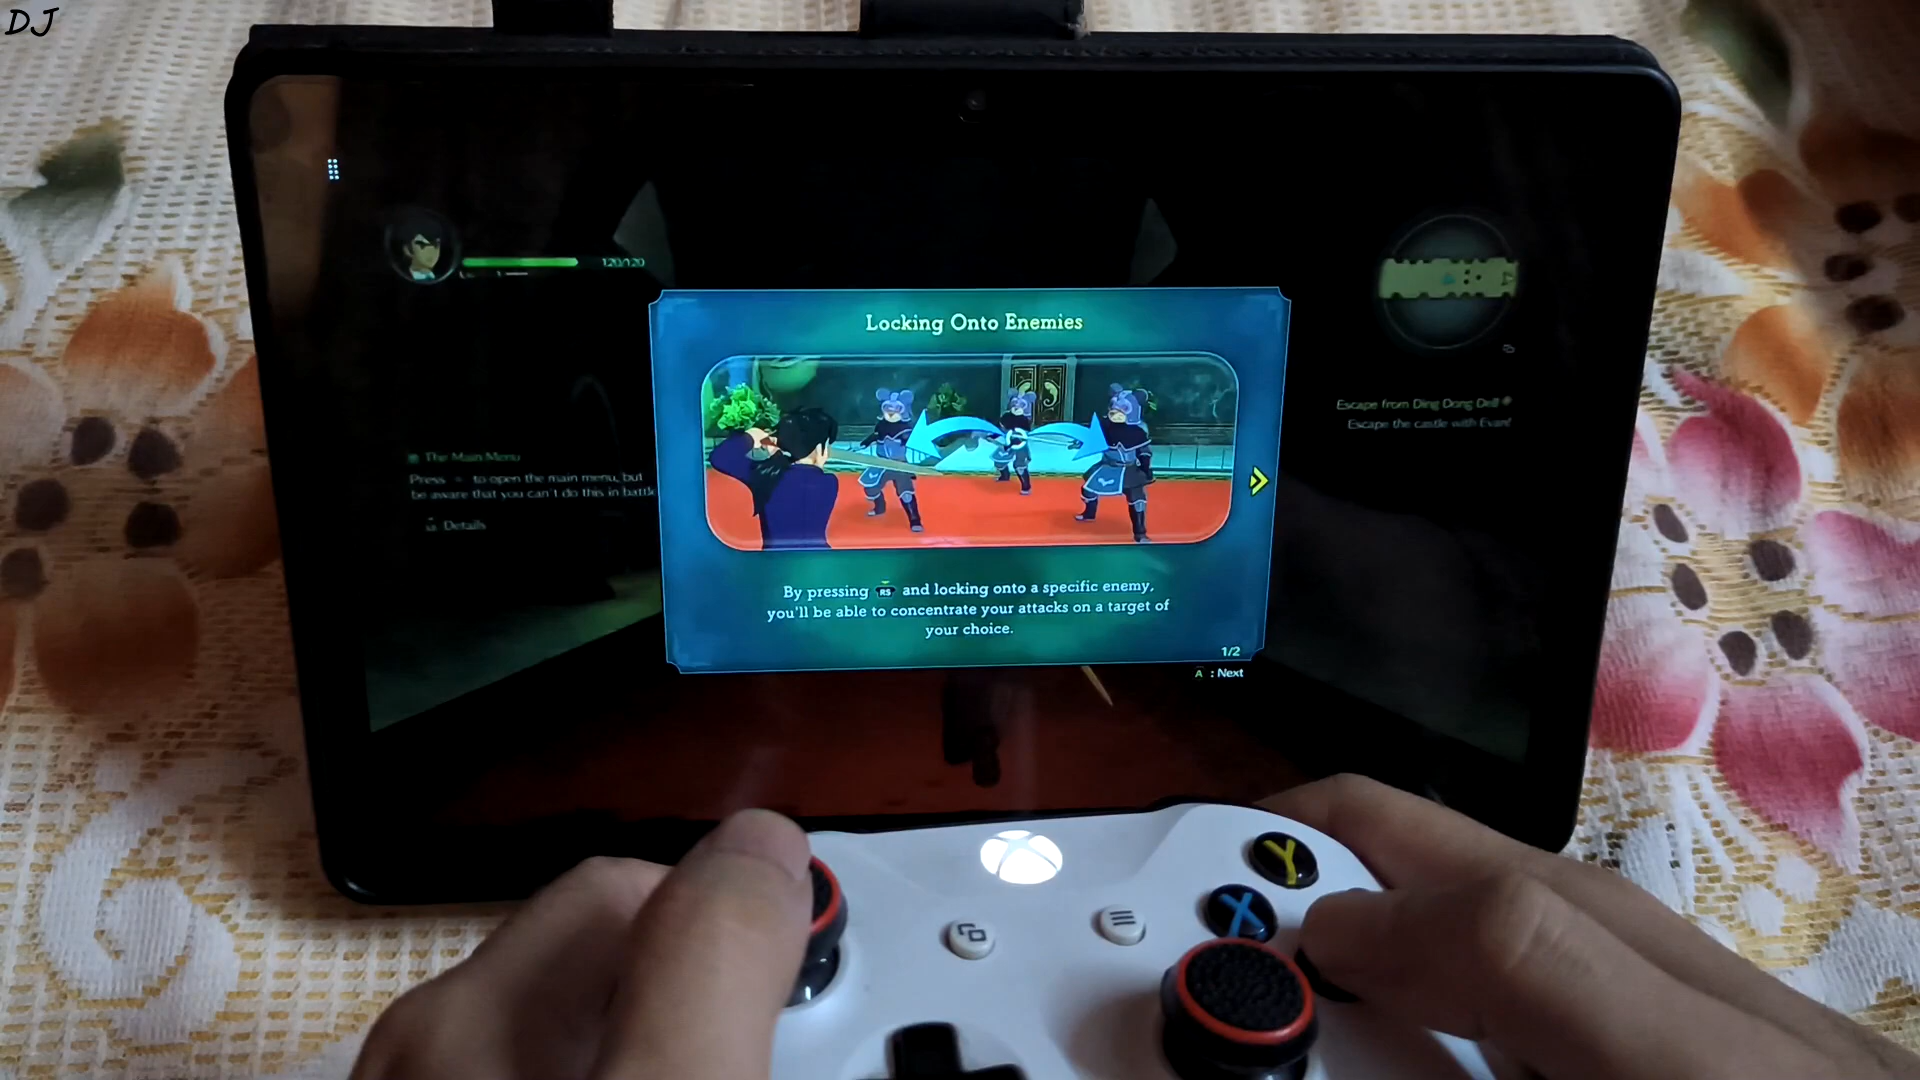 DJ
120/120
Locking Onto Enemies
Escape from Ding Dong Dell
Escape the castle with Evan!
The Main Menu
Press to open the main menu, but
be aware that you can't do this in battle
Details
By pressing RS and locking onto a specific enemy,
you'll be able to concentrate your attacks on a target of
your choice.
1/2
A : Next
Y
X